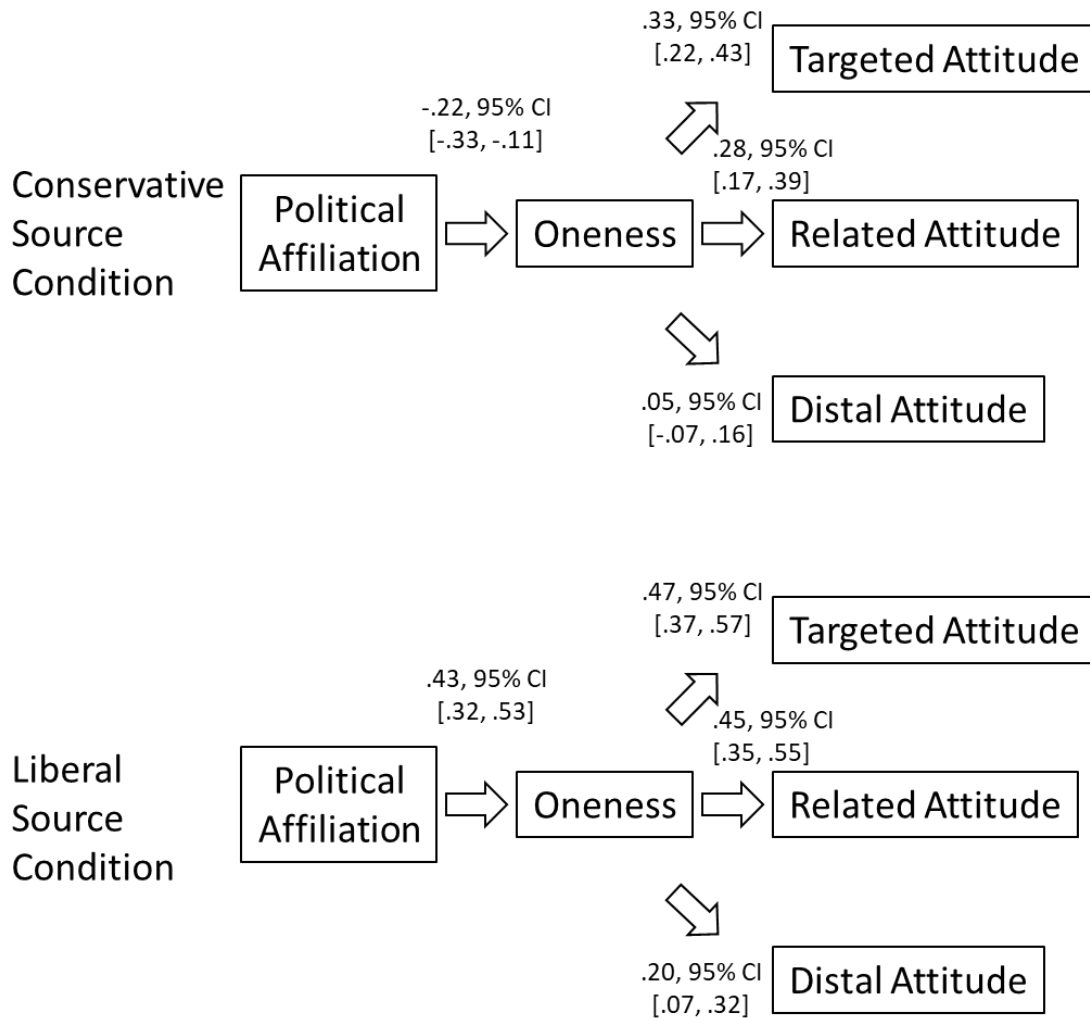 .33, 95% CI
[.22, .43]
Targeted Attitude
-.22, 95% CI
[-.33, -.11]
.28, 95% CI
[.17, .39]
Conservative
Source
Condition
Political
Affiliation
Oneness
Related Attitude
.05, 95% CI
[-.07, .16]
Distal Attitude
.47, 95% CI
[.37, .57]
Targeted Attitude
.43, 95% CI
[.32, .53]
.45, 95% CI
[.35, .55]
Liberal
Source
Condition
Political
Affiliation
Oneness
Related Attitude
.20, 95% CI
[.07, .32]
Distal Attitude